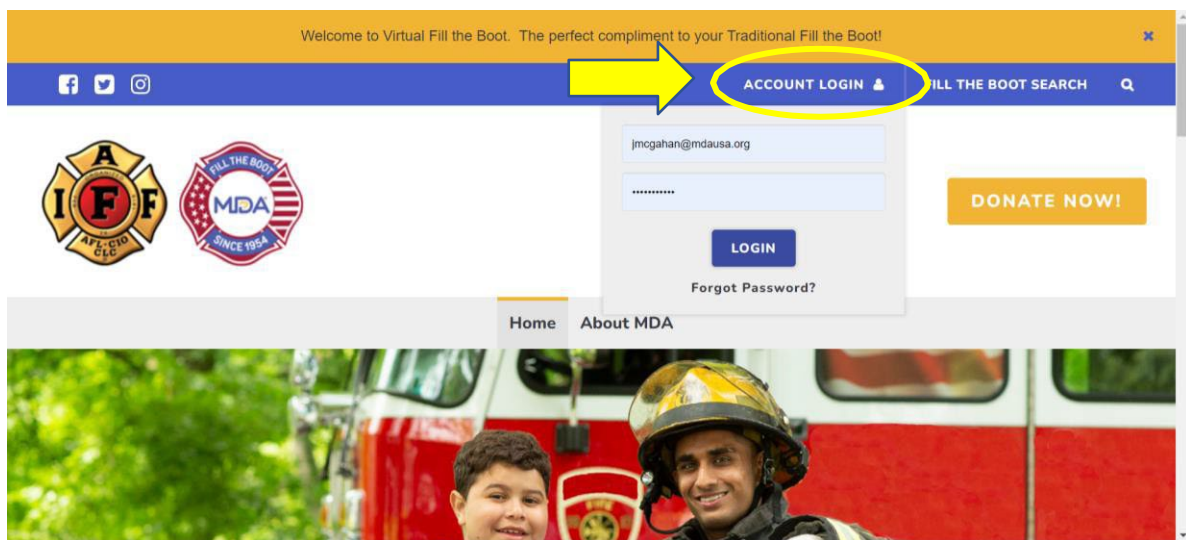 Welcome to Virtual Fill the Boot. The perfect compliment to your Traditional Fill the Boot!
ACCOUNT LOGIN
FILL THE BOOT SEARCH
jmcgahan@mdausa.org
LOGIN
Forgot Password?
IAFF
AFL-CIO
CLC
FILL THE BOOT
MDA
SINCE 1954
DONATE NOW!
Home About MDA